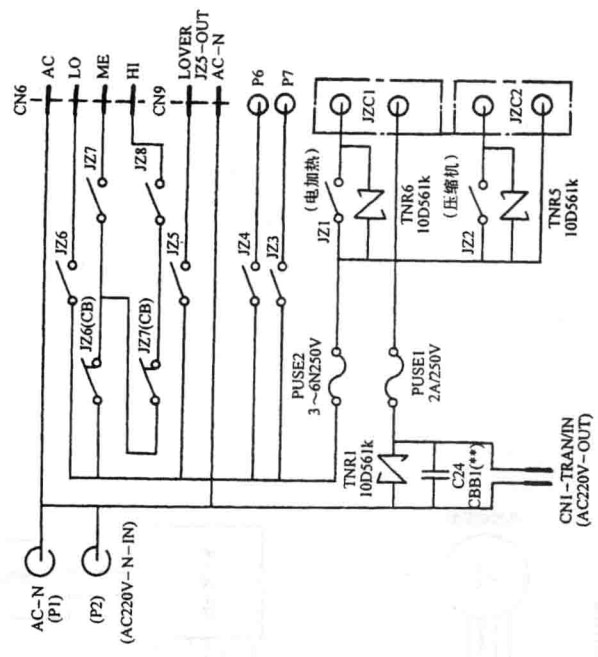 CN6
AC
LO
ME
HI
CN9
LOVER
JZ5-OUT
AC-N
P6
P7
JZC1
JZC2
JZ7
JZ8
JZ6
JZ5
JZ4
JZ3
(电加热)
JZ1
TNR6
10D561k
(压缩机)
JZ2
TNR5
10D561k
JZ6(CB)
JZ7(CB)
PUSE2
3～6N250V
PUSE1
2A/250V
TNR1
10D561k
C24
CBB1(**)
CN1-TRAN/IN
(AC220V-OUT)
AC-N
(P1)
(P2)
(AC220V-N-IN)